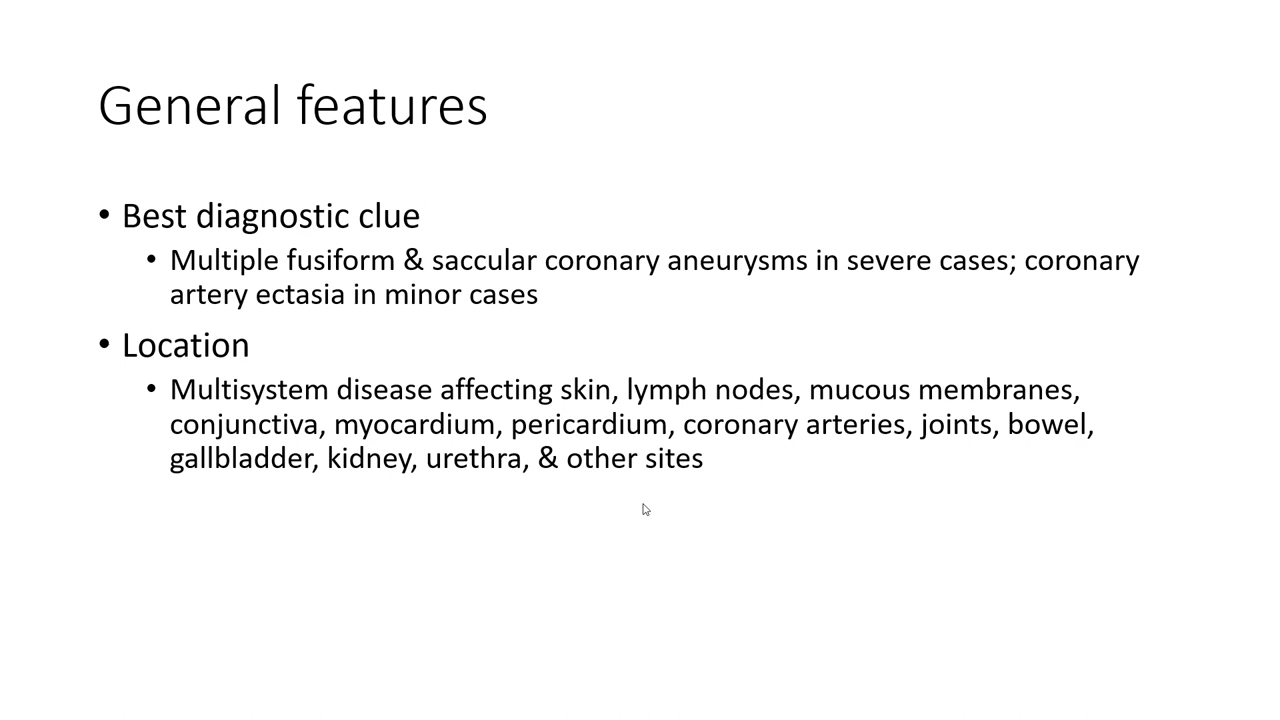 General features
• Best diagnostic clue
• Multiple fusiform & saccular coronary aneurysms in severe cases; coronary
artery ectasia in minor cases
• Location
• Multisystem disease affecting skin, lymph nodes, mucous membranes,
conjunctiva, myocardium, pericardium, coronary arteries, joints, bowel,
gallbladder, kidney, urethra, & other sites